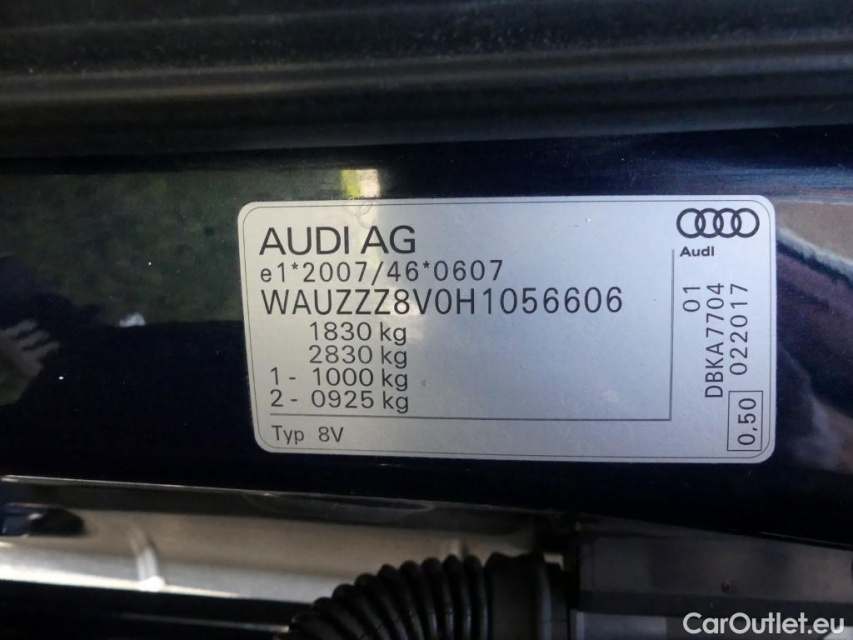 AUDI AG
Audi
e1*2007/46*0607
WAUZZZ8V0H1056606
1830 kg
2830 kg
1 - 1000 kg
2 - 0925 kg
Typ 8V
01
DBKA7704
022017
0,50
CarOutlet.eu